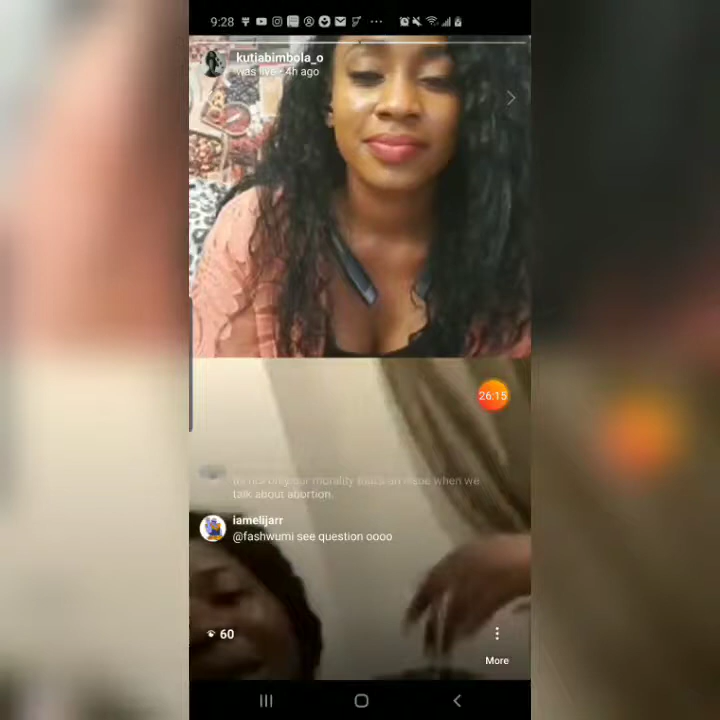 9:28
kutiabimbola_o
was live • 4h ago
26:15
is not only our morality that's an issue when we
talk about abortion.
iamelijarr
@fashwumi see question oooo
60
More